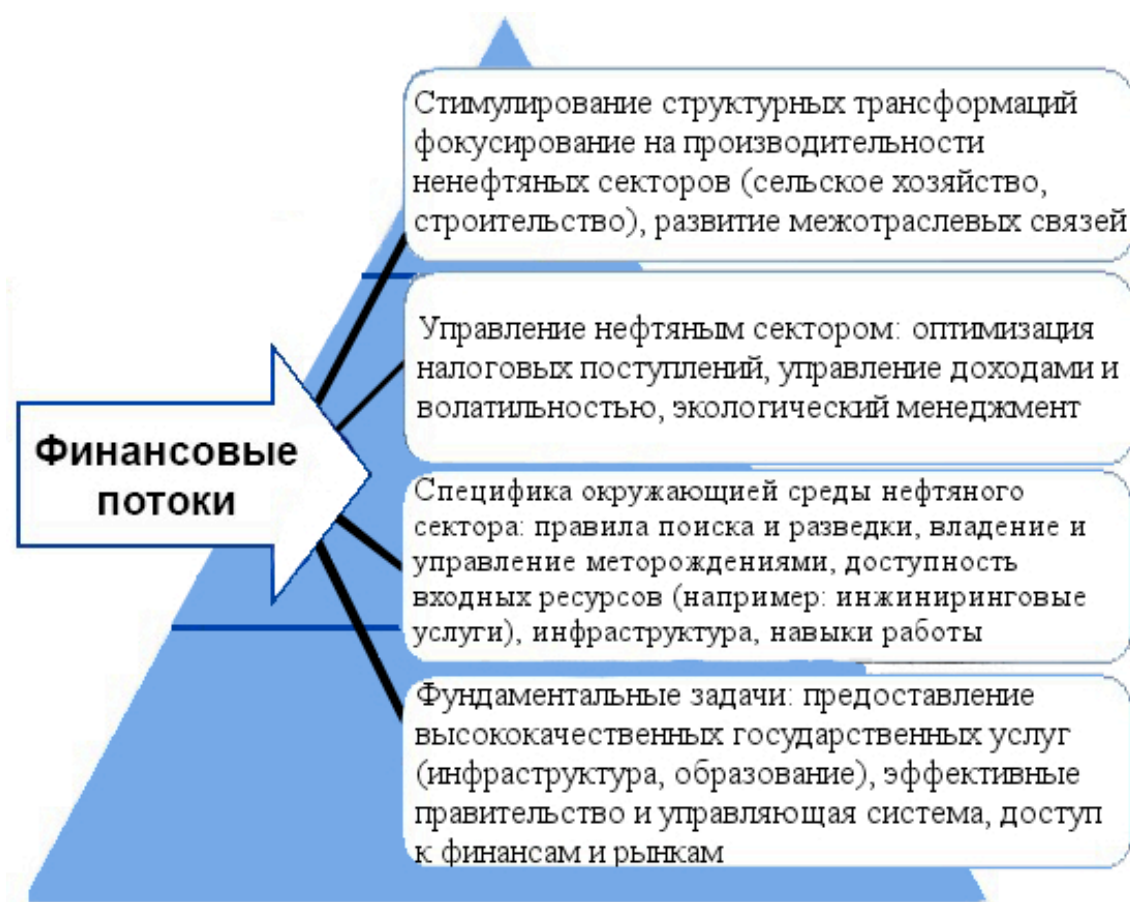 Стимулирование структурных трансформаций
фокусирование на производительности
ненефтяных секторов (сельское хозяйство,
строительство), развитие межотраслевых связей
Управление нефтяным сектором: оптимизация
налоговых поступлений, управление доходами и
волатильностью, экологический менеджмент
Финансовые
потоки
Специфика окружающией среды нефтяного
сектора: правила поиска и разведки, владение и
управление меторождениями, доступность
входных ресурсов (например: инжиниринговые
услуги), инфраструктура, навыки работы
Фундаментальные задачи: предоставление
высококачественных государственных услуг
(инфраструктура, образование), эффективные
правительство и управляющая система, доступ
к финансам и рынкам